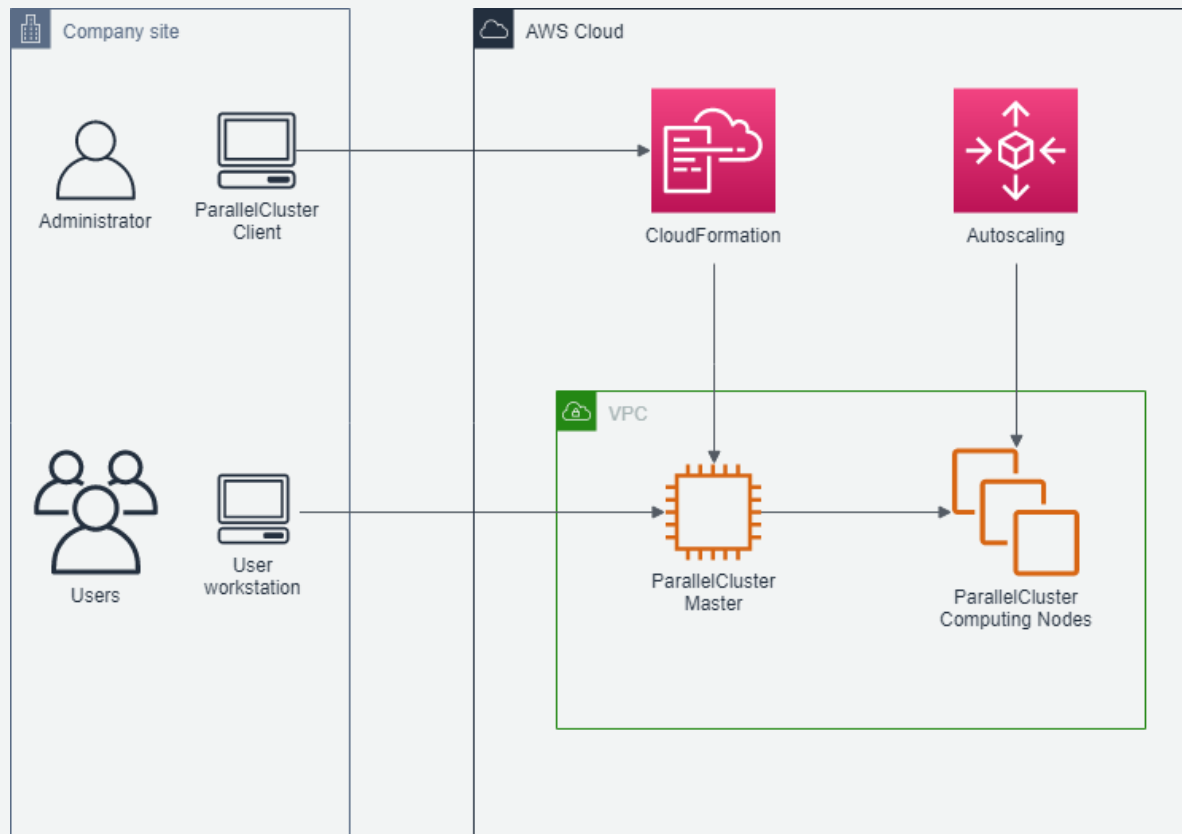 Company site
AWS Cloud
Administrator
ParallelCluster
Client
CloudFormation
Autoscaling
VPC
Users
User
workstation
ParallelCluster
Master
ParallelCluster
Computing Nodes